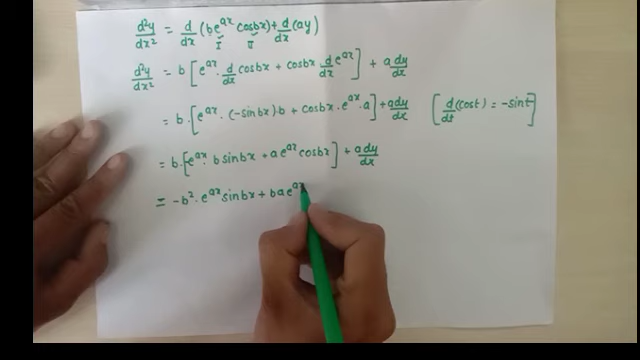 d²y/dx² = d/dx (be^ax cosbx) + d/dx (ay)
I II
d²y/dx² = b [e^ax · d/dx cosbx + cosbx d/dx e^ax] + a dy/dx
= b · [e^ax · (-sinbx)·b + cosbx · e^ax · a] + a dy/dx [d/dt (cost) = -sint]
= b · [-e^ax · b sinbx + a e^ax cosbx] + a dy/dx
= -b² · e^ax sinbx + b a e^ax